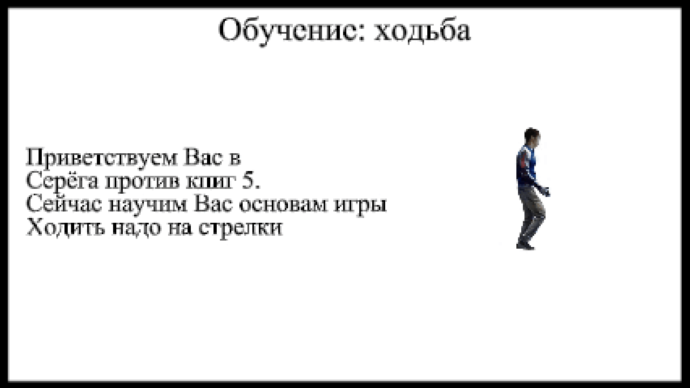 Обучение: ходьба
Приветствуем Вас в
Серёга против книг 5.
Сейчас научим Вас основам игры
Ходить надо на стрелки